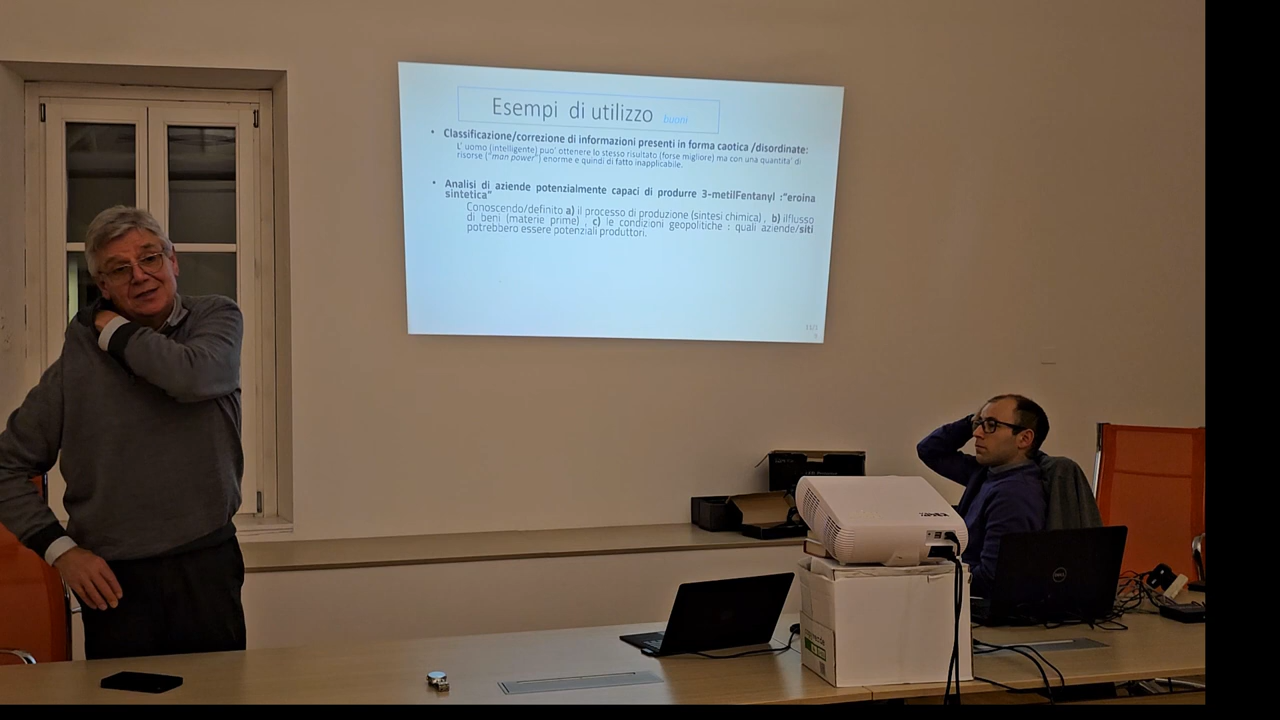 Esempi di utilizzo buoni
• Classificazione/correzione di informazioni presenti in forma caotica /disordinate:
L' uomo (intelligente) puo' ottenere lo stesso risultato (forse migliore) ma con una quantita' di
risorse ("mon power") enorme e quindi di fatto inapplicabile.
• Analisi di aziende potenzialmente capaci di produrre 3-metilFentanyl :"eroina
sintetica"
Conoscendo/definito a) il processo di produzione (sintesi chimica) , b) ilflusso
di beni (materie prime) , c) le condizioni geopolitiche : quali aziende/siti
potrebbero essere potenziali produttori.
DELL